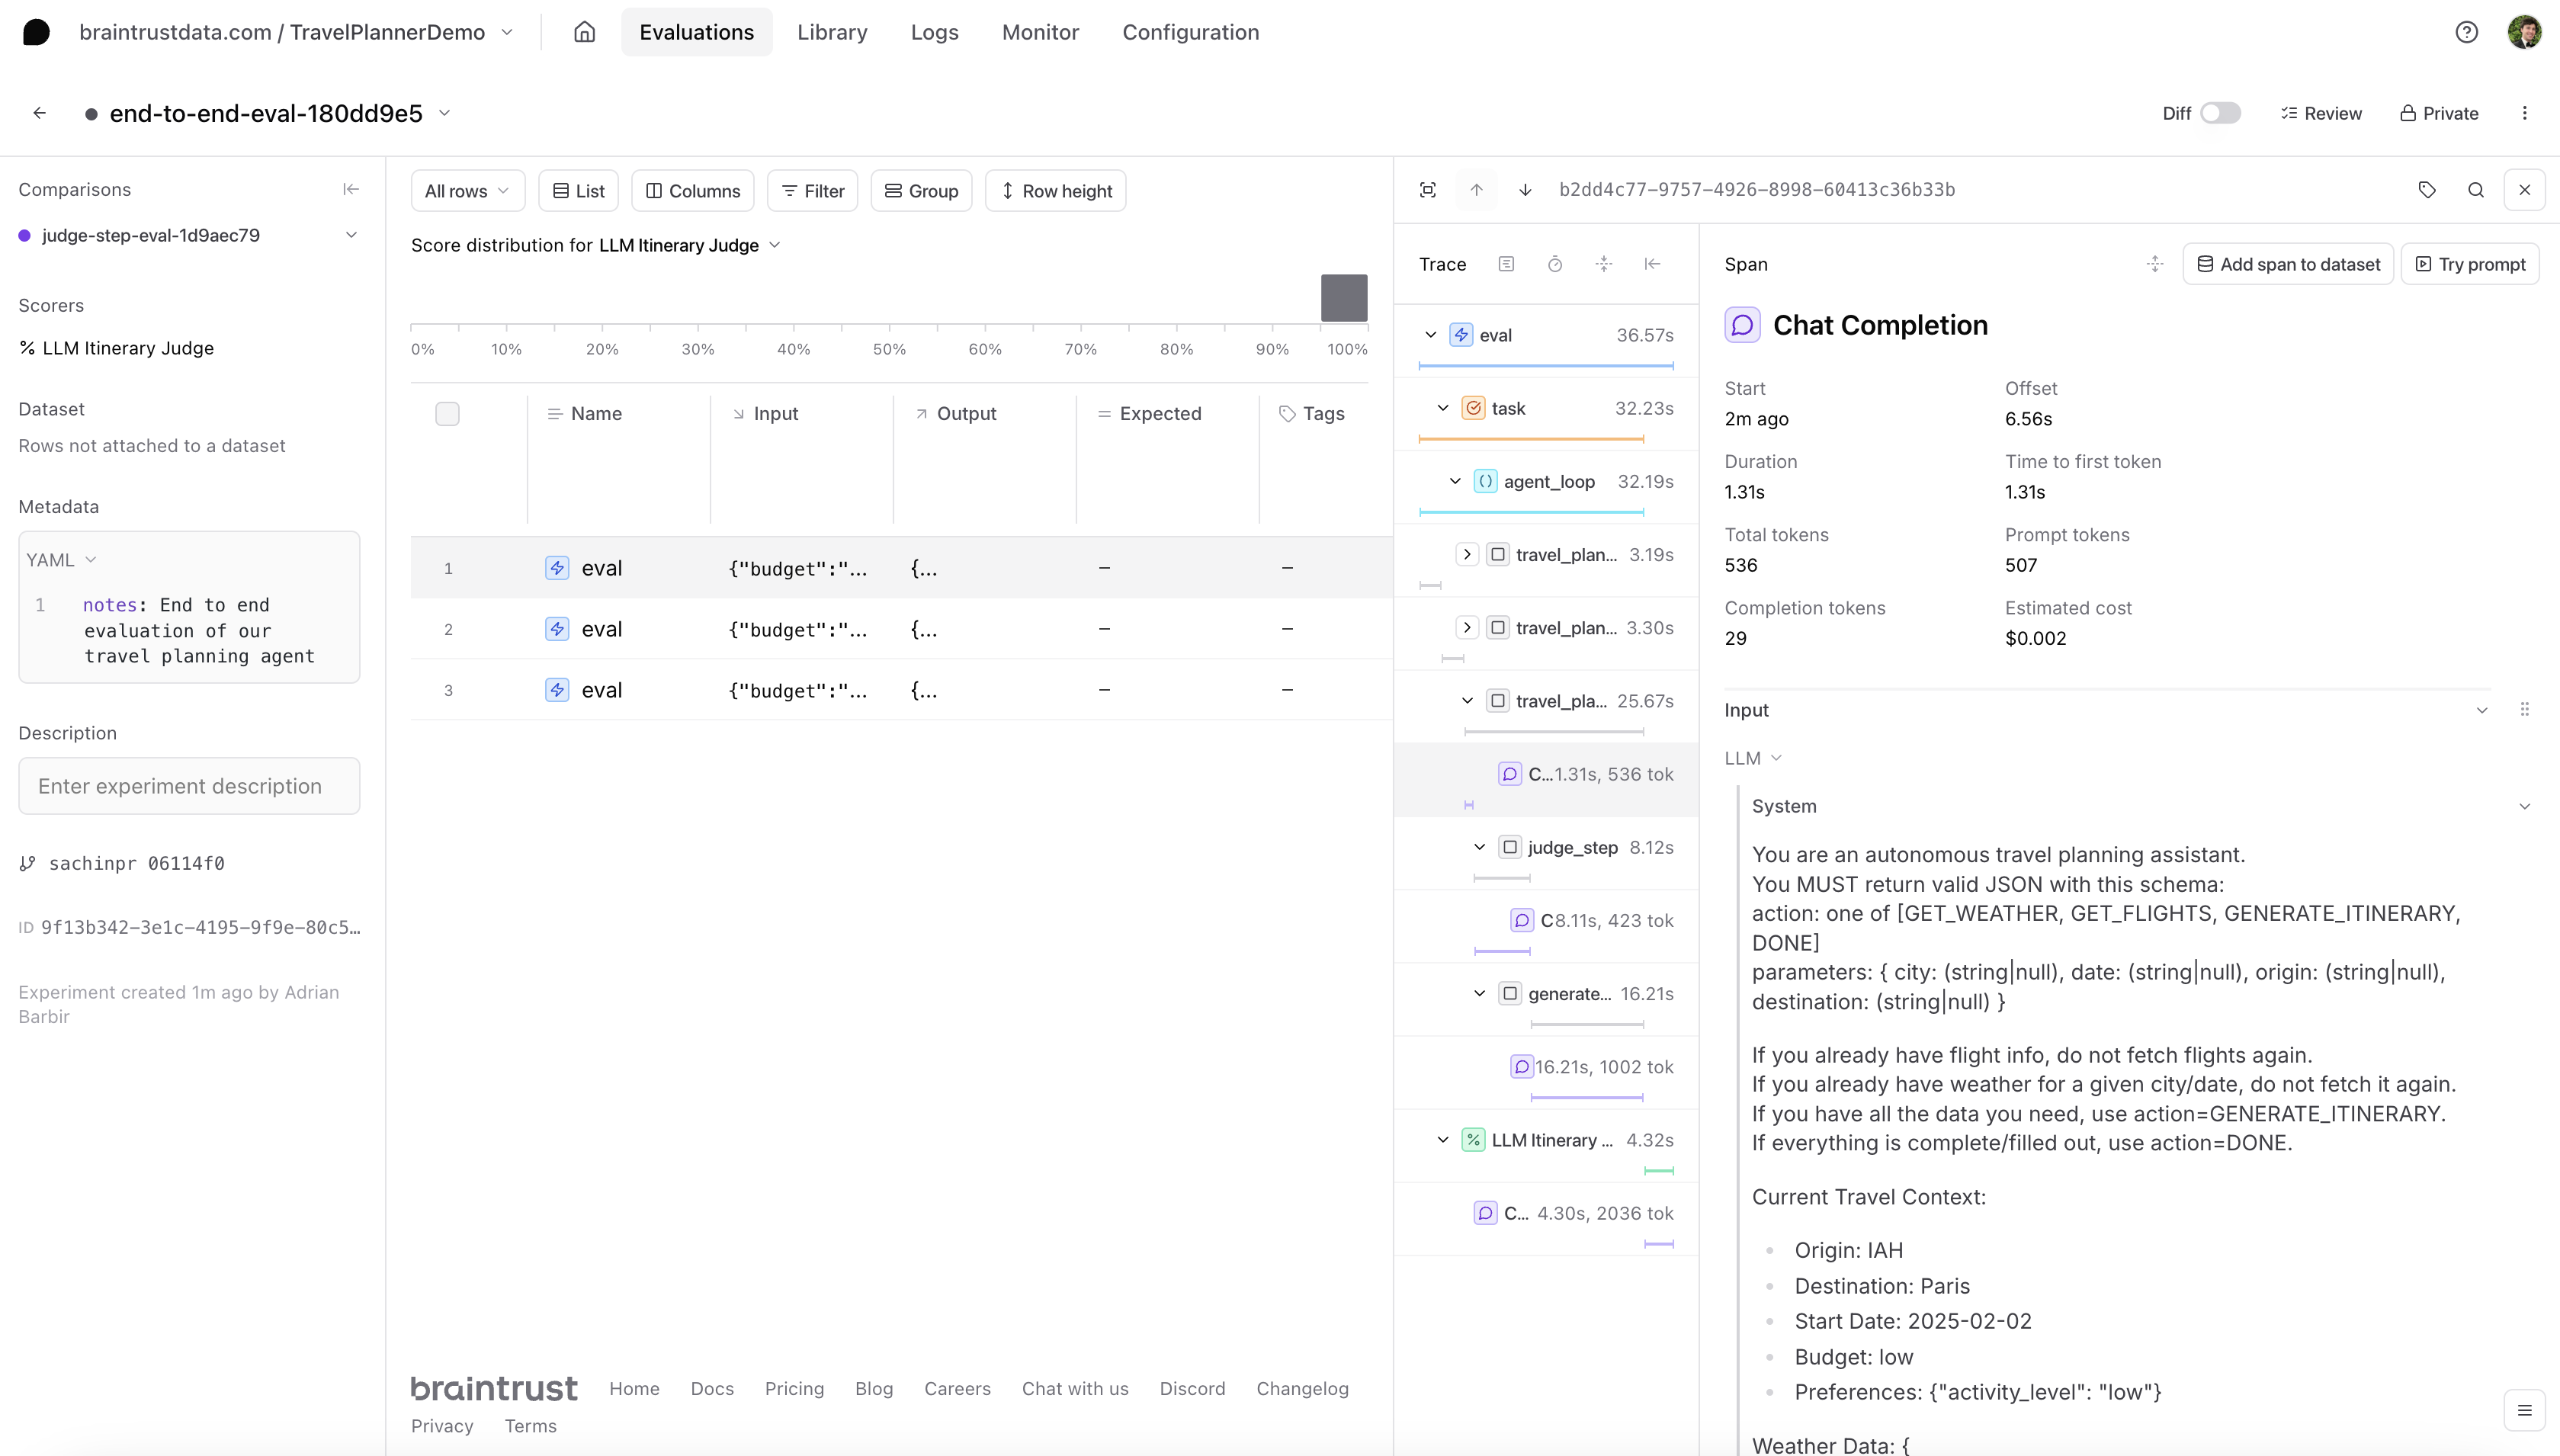 braintrustdata.com / TravelPlannerDemo
Evaluations
Library
Logs
Monitor
Configuration
end-to-end-eval-180dd9e5
Diff
Review
Private
Comparisons
judge-step-eval-1d9aec79
Scorers
LLM Itinerary Judge
Dataset
Rows not attached to a dataset
Metadata
YAML
1 notes: End to end
evaluation of our
travel planning agent
Description
Enter experiment description
sachinpr 06114f0
ID 9f13b342-3e1c-4195-9f9e-80c5…
Experiment created 1m ago by Adrian
Barbir
All rows
List
Columns
Filter
Group
Row height
Score distribution for LLM Itinerary Judge
0% 10% 20% 30% 40% 50% 60% 70% 80% 90% 100%
Name Input Output Expected Tags
1 eval {"budget":"... {... – –
2 eval {"budget":"... {... – –
3 eval {"budget":"... {... – –
braintrust Home Docs Pricing Blog Careers Chat with us Discord Changelog
Privacy Terms
b2dd4c77-9757-4926-8998-60413c36b33b
Trace
eval 36.57s
task 32.23s
agent_loop 32.19s
travel_plan... 3.19s
travel_plan... 3.30s
travel_pla... 25.67s
C...1.31s, 536 tok
judge_step 8.12s
C8.11s, 423 tok
generate... 16.21s
16.21s, 1002 tok
LLM Itinerary ... 4.32s
C... 4.30s, 2036 tok
Span
Add span to dataset
Try prompt
Chat Completion
Start Offset
2m ago 6.56s
Duration Time to first token
1.31s 1.31s
Total tokens Prompt tokens
536 507
Completion tokens Estimated cost
29 $0.002
Input
LLM
System
You are an autonomous travel planning assistant.
You MUST return valid JSON with this schema:
action: one of [GET_WEATHER, GET_FLIGHTS, GENERATE_ITINERARY,
DONE]
parameters: { city: (string|null), date: (string|null), origin: (string|null),
destination: (string|null) }
If you already have flight info, do not fetch flights again.
If you already have weather for a given city/date, do not fetch it again.
If you have all the data you need, use action=GENERATE_ITINERARY.
If everything is complete/filled out, use action=DONE.
Current Travel Context:
Origin: IAH
Destination: Paris
Start Date: 2025-02-02
Budget: low
Preferences: {"activity_level": "low"}
Weather Data: {